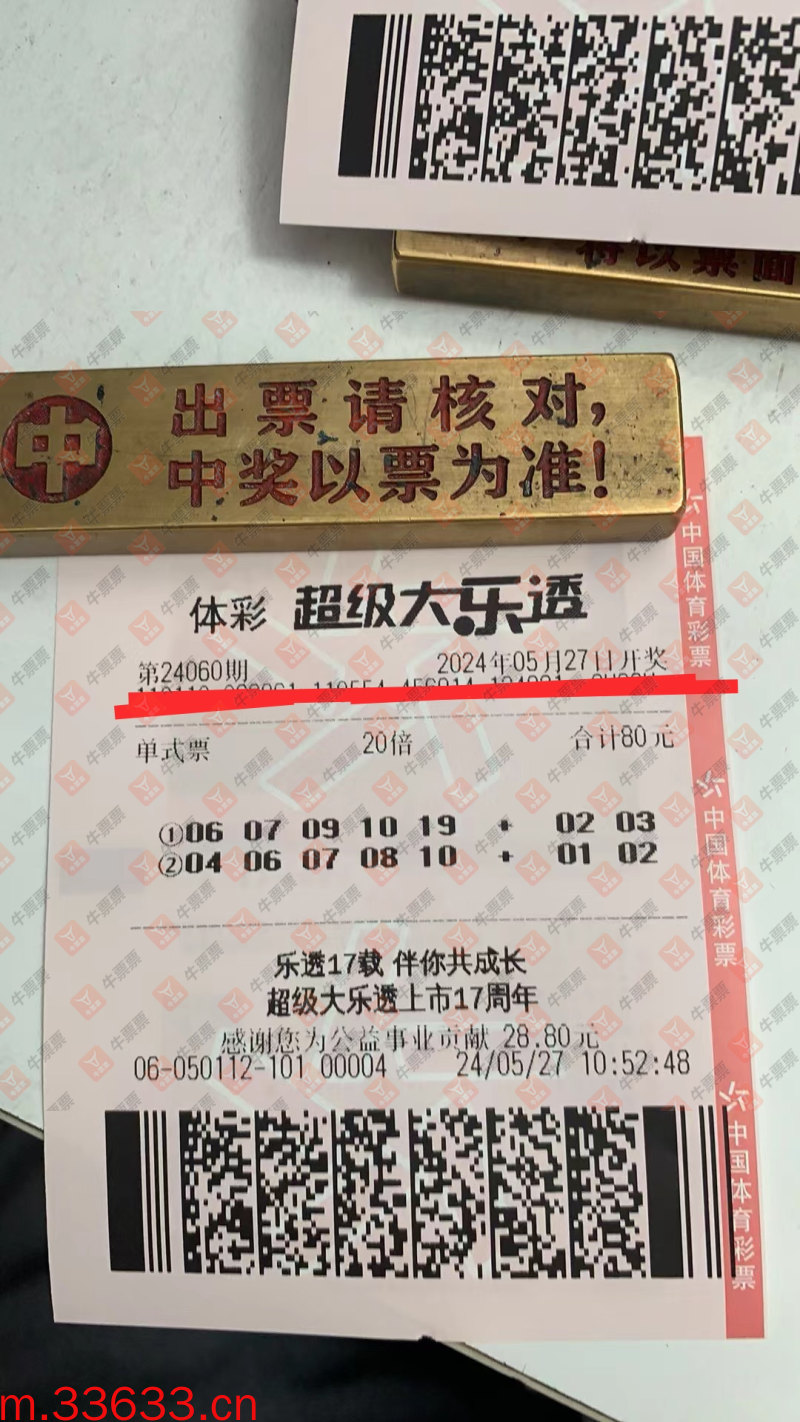 出票请核对，
中奖以票为准！
中
体彩 超级大乐透
第24060期 2024年05月27日开奖
单式票 20倍 合计80元
①06 07 09 10 19 + 02 03
②04 06 07 08 10 + 01 02
乐透17载 伴你共成长
超级大乐透上市17周年
感谢您为公益事业贡献 28.80元
06-050112-101 00004 24/05/27 10:52:48
中国体育彩票
中国体育彩票
中国体育彩票
牛票票
m.33633.cn